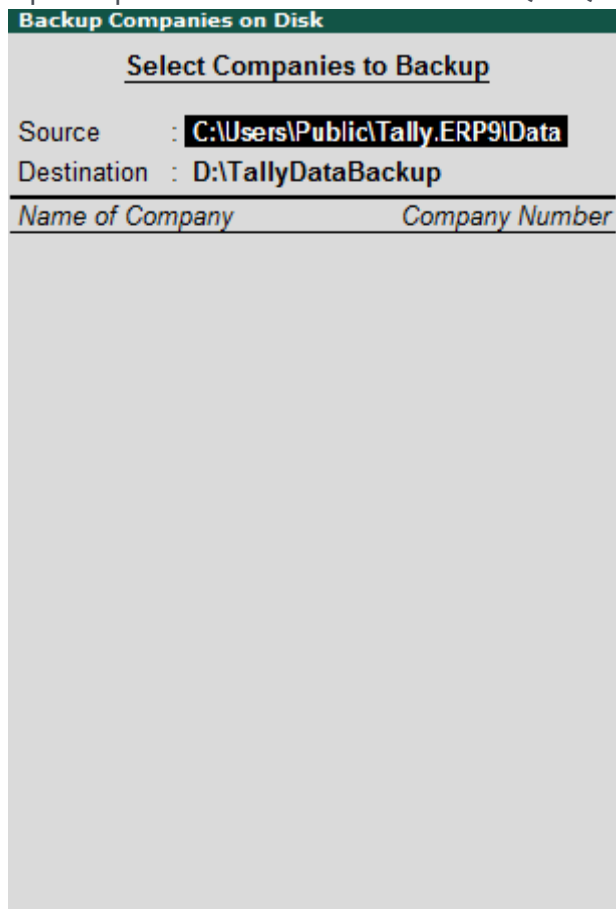 Backup Companies on Disk
Select Companies to Backup
Source : C:\Users\Public\Tally.ERP9\Data
Destination : D:\TallyDataBackup
Name of Company Company Number